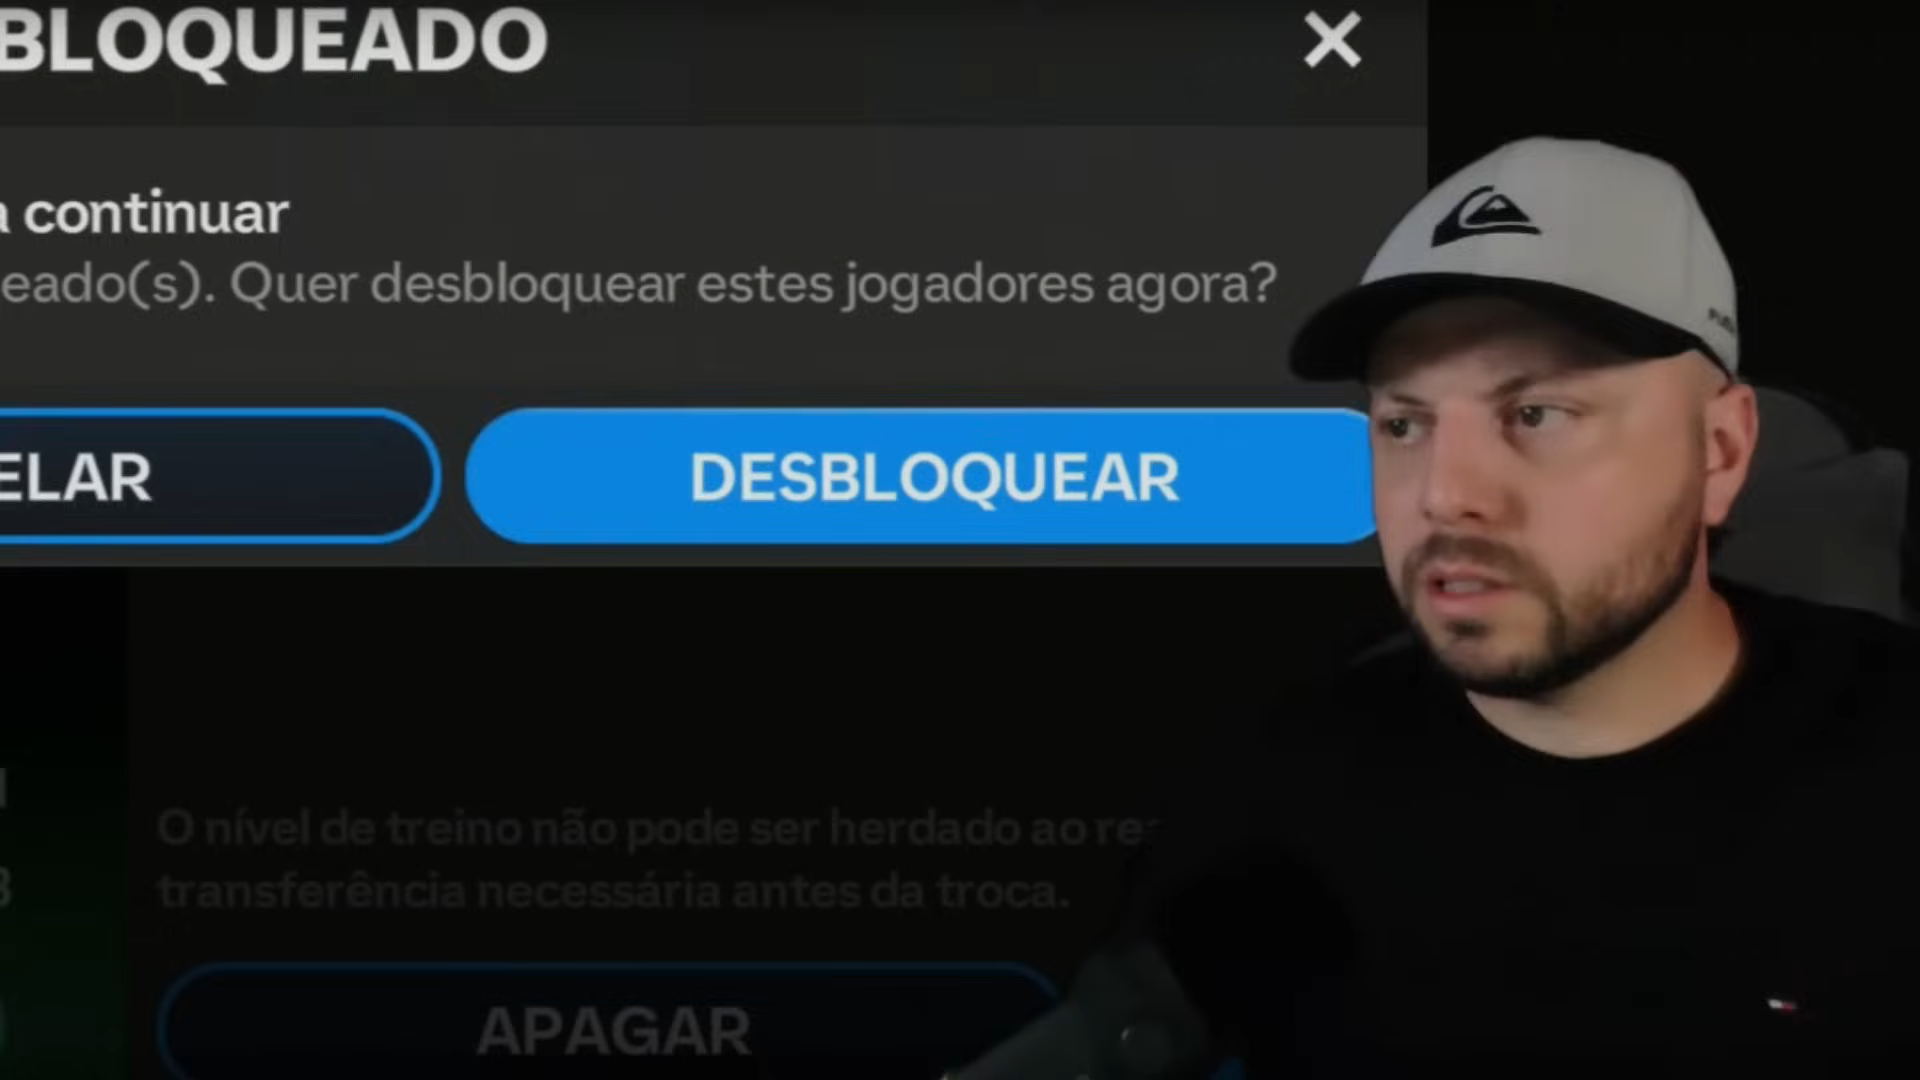 BLOQUEADO
a continuar
eado(s). Quer desbloquear estes jogadores agora?
ELAR
DESBLOQUEAR
O nível de treino não pode ser herdado ao re
transferência necessária antes da troca.
APAGAR